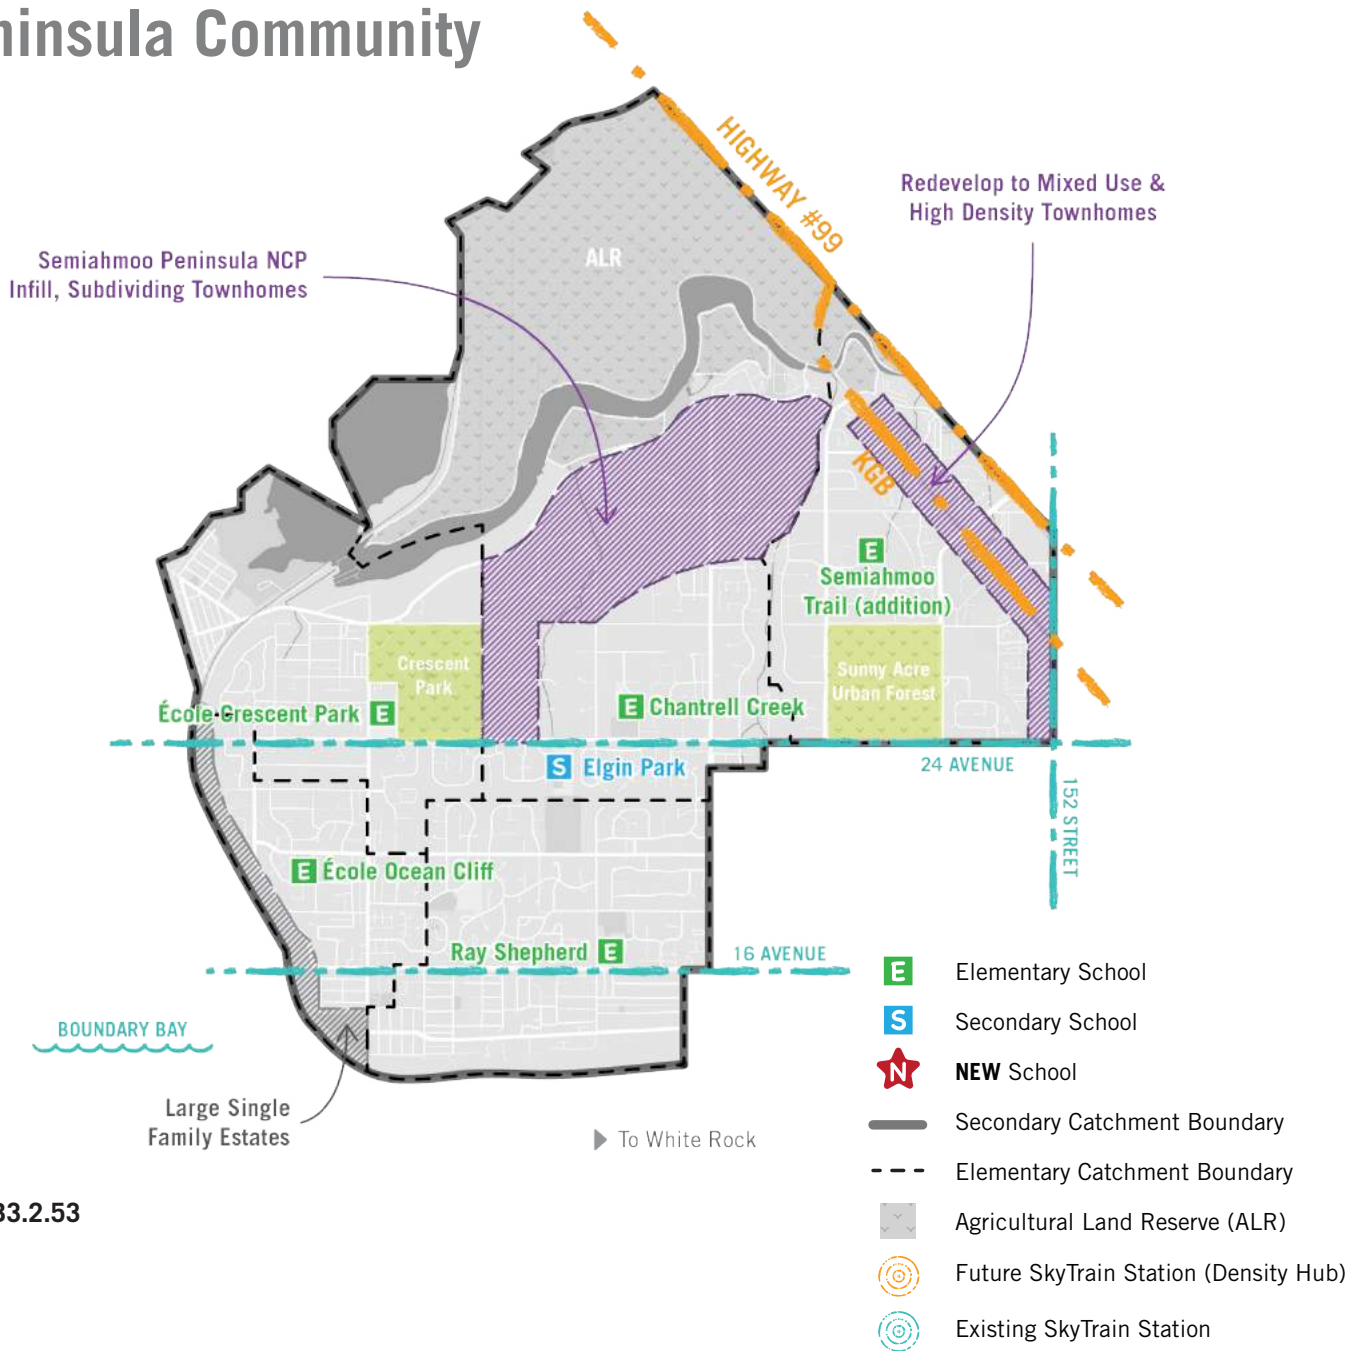 ninsula Community
HIGHWAY #99
Redevelop to Mixed Use &
High Density Townhomes
Semiahmoo Peninsula NCP
Infill, Subdividing Townhomes
ALR
KGB
E
Semiahmoo
Trail (addition)
Crescent
Park
Sunny Acre
Urban Forest
École Crescent Park E
E Chantrell Creek
S Elgin Park
24 AVENUE
152 STREET
E École Ocean Cliff
Ray Shepherd E
16 AVENUE
BOUNDARY BAY
Large Single
Family Estates
To White Rock
33.2.53
E Elementary School
S Secondary School
N NEW School
Secondary Catchment Boundary
Elementary Catchment Boundary
Agricultural Land Reserve (ALR)
Future SkyTrain Station (Density Hub)
Existing SkyTrain Station